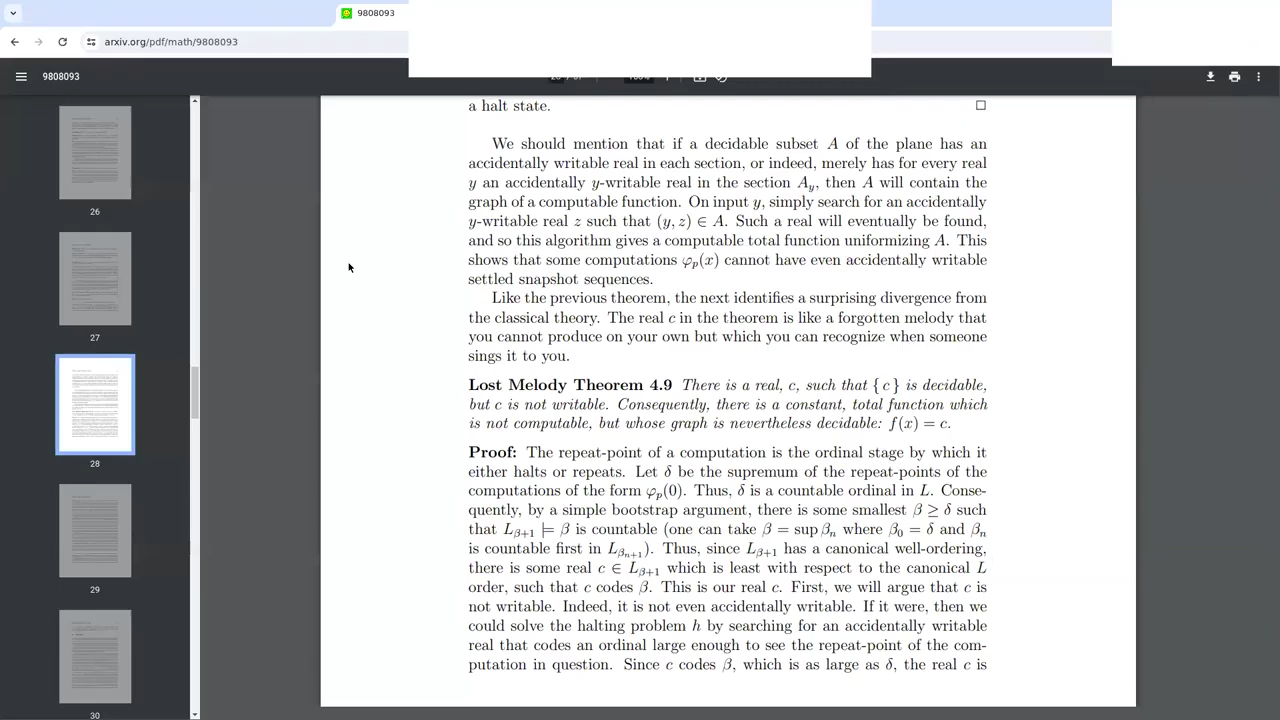 9808093
arxiv.org/pdf/math/9808093
9808093
26
27
28
29
30
a halt state. □
We should mention that if a decidable subset A of the plane has an
accidentally writable real in each section, or indeed, merely has for every real
y an accidentally y-writable real in the section A_y, then A will contain the
graph of a computable function. On input y, simply search for an accidentally
y-writable real z such that (y, z) ∈ A. Such a real will eventually be found,
and so this algorithm gives a computable total function uniformizing A. This
shows that some computations φ_p(x) cannot have even accidentally writable
settled snapshot sequences.
Like the previous theorem, the next identifies a surprising divergence from
the classical theory. The real c in the theorem is like a forgotten melody that
you cannot produce on your own but which you can recognize when someone
sings it to you.
Lost Melody Theorem 4.9 There is a real, c, such that { c } is decidable,
but c is not writable. Consequently, there is a constant, total function which
is not computable, but whose graph is nevertheless decidable: f(x) =
Proof: The repeat-point of a computation is the ordinal stage by which it
either halts or repeats. Let δ be the supremum of the repeat-points of the
computations of the form φ_p(0). Thus, δ is a countable ordinal in L. Conse-
quently, by a simple bootstrap argument, there is some smallest β ≥ δ such
that L_{β+1} ⊨ β is countable (one can take β = sup β_n where β_0 = δ and β_n
is countable first in L_{β_{n+1}}). Thus, since L_{β+1} has a canonical well-ordering,
there is some real c ∈ L_{β+1} which is least with respect to the canonical L
order, such that c codes β. This is our real c. First, we will argue that c is
not writable. Indeed, it is not even accidentally writable. If it were, then we
could solve the halting problem h by searching for an accidentally writable
real that codes an ordinal large enough to see the repeat-point of the com-
putation in question. Since c codes β, which is as large as δ, the real c is